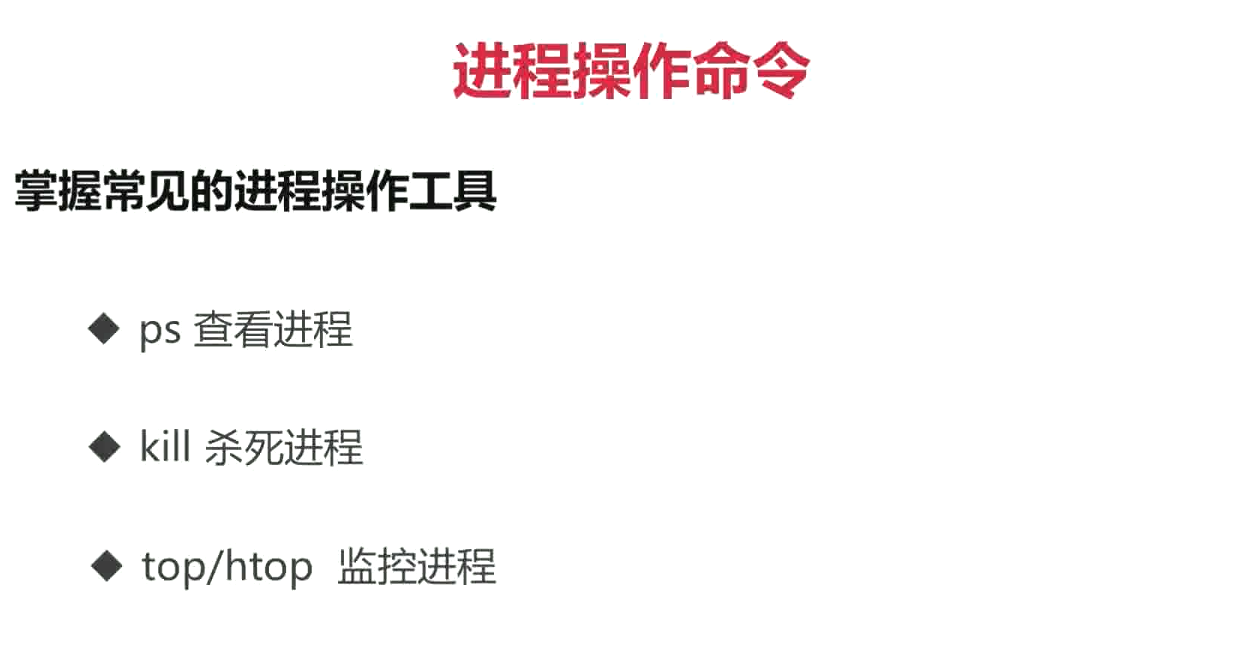 进程操作命令
掌握常见的进程操作工具
◆ ps 查看进程
◆ kill 杀死进程
◆ top/htop 监控进程